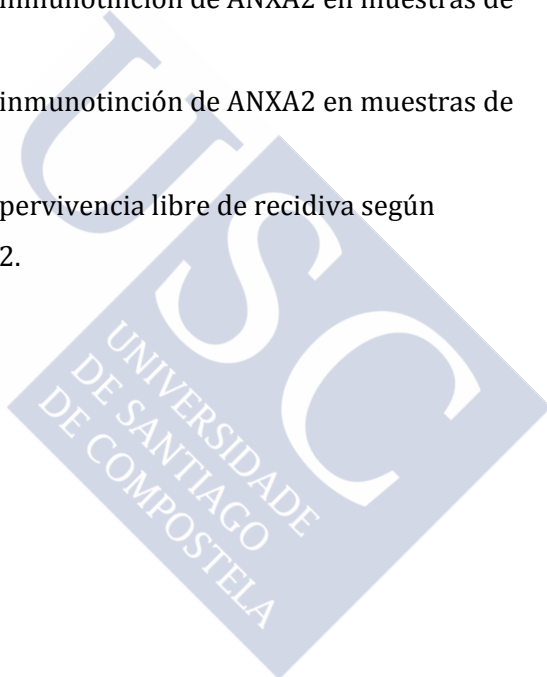 inmunotinción de ANXA2 en muestras de
inmunotinción de ANXA2 en muestras de
pervivencia libre de recidiva según
2.
USC
UNIVERSIDADE
DE SANTIAGO
DE COMPOSTELA